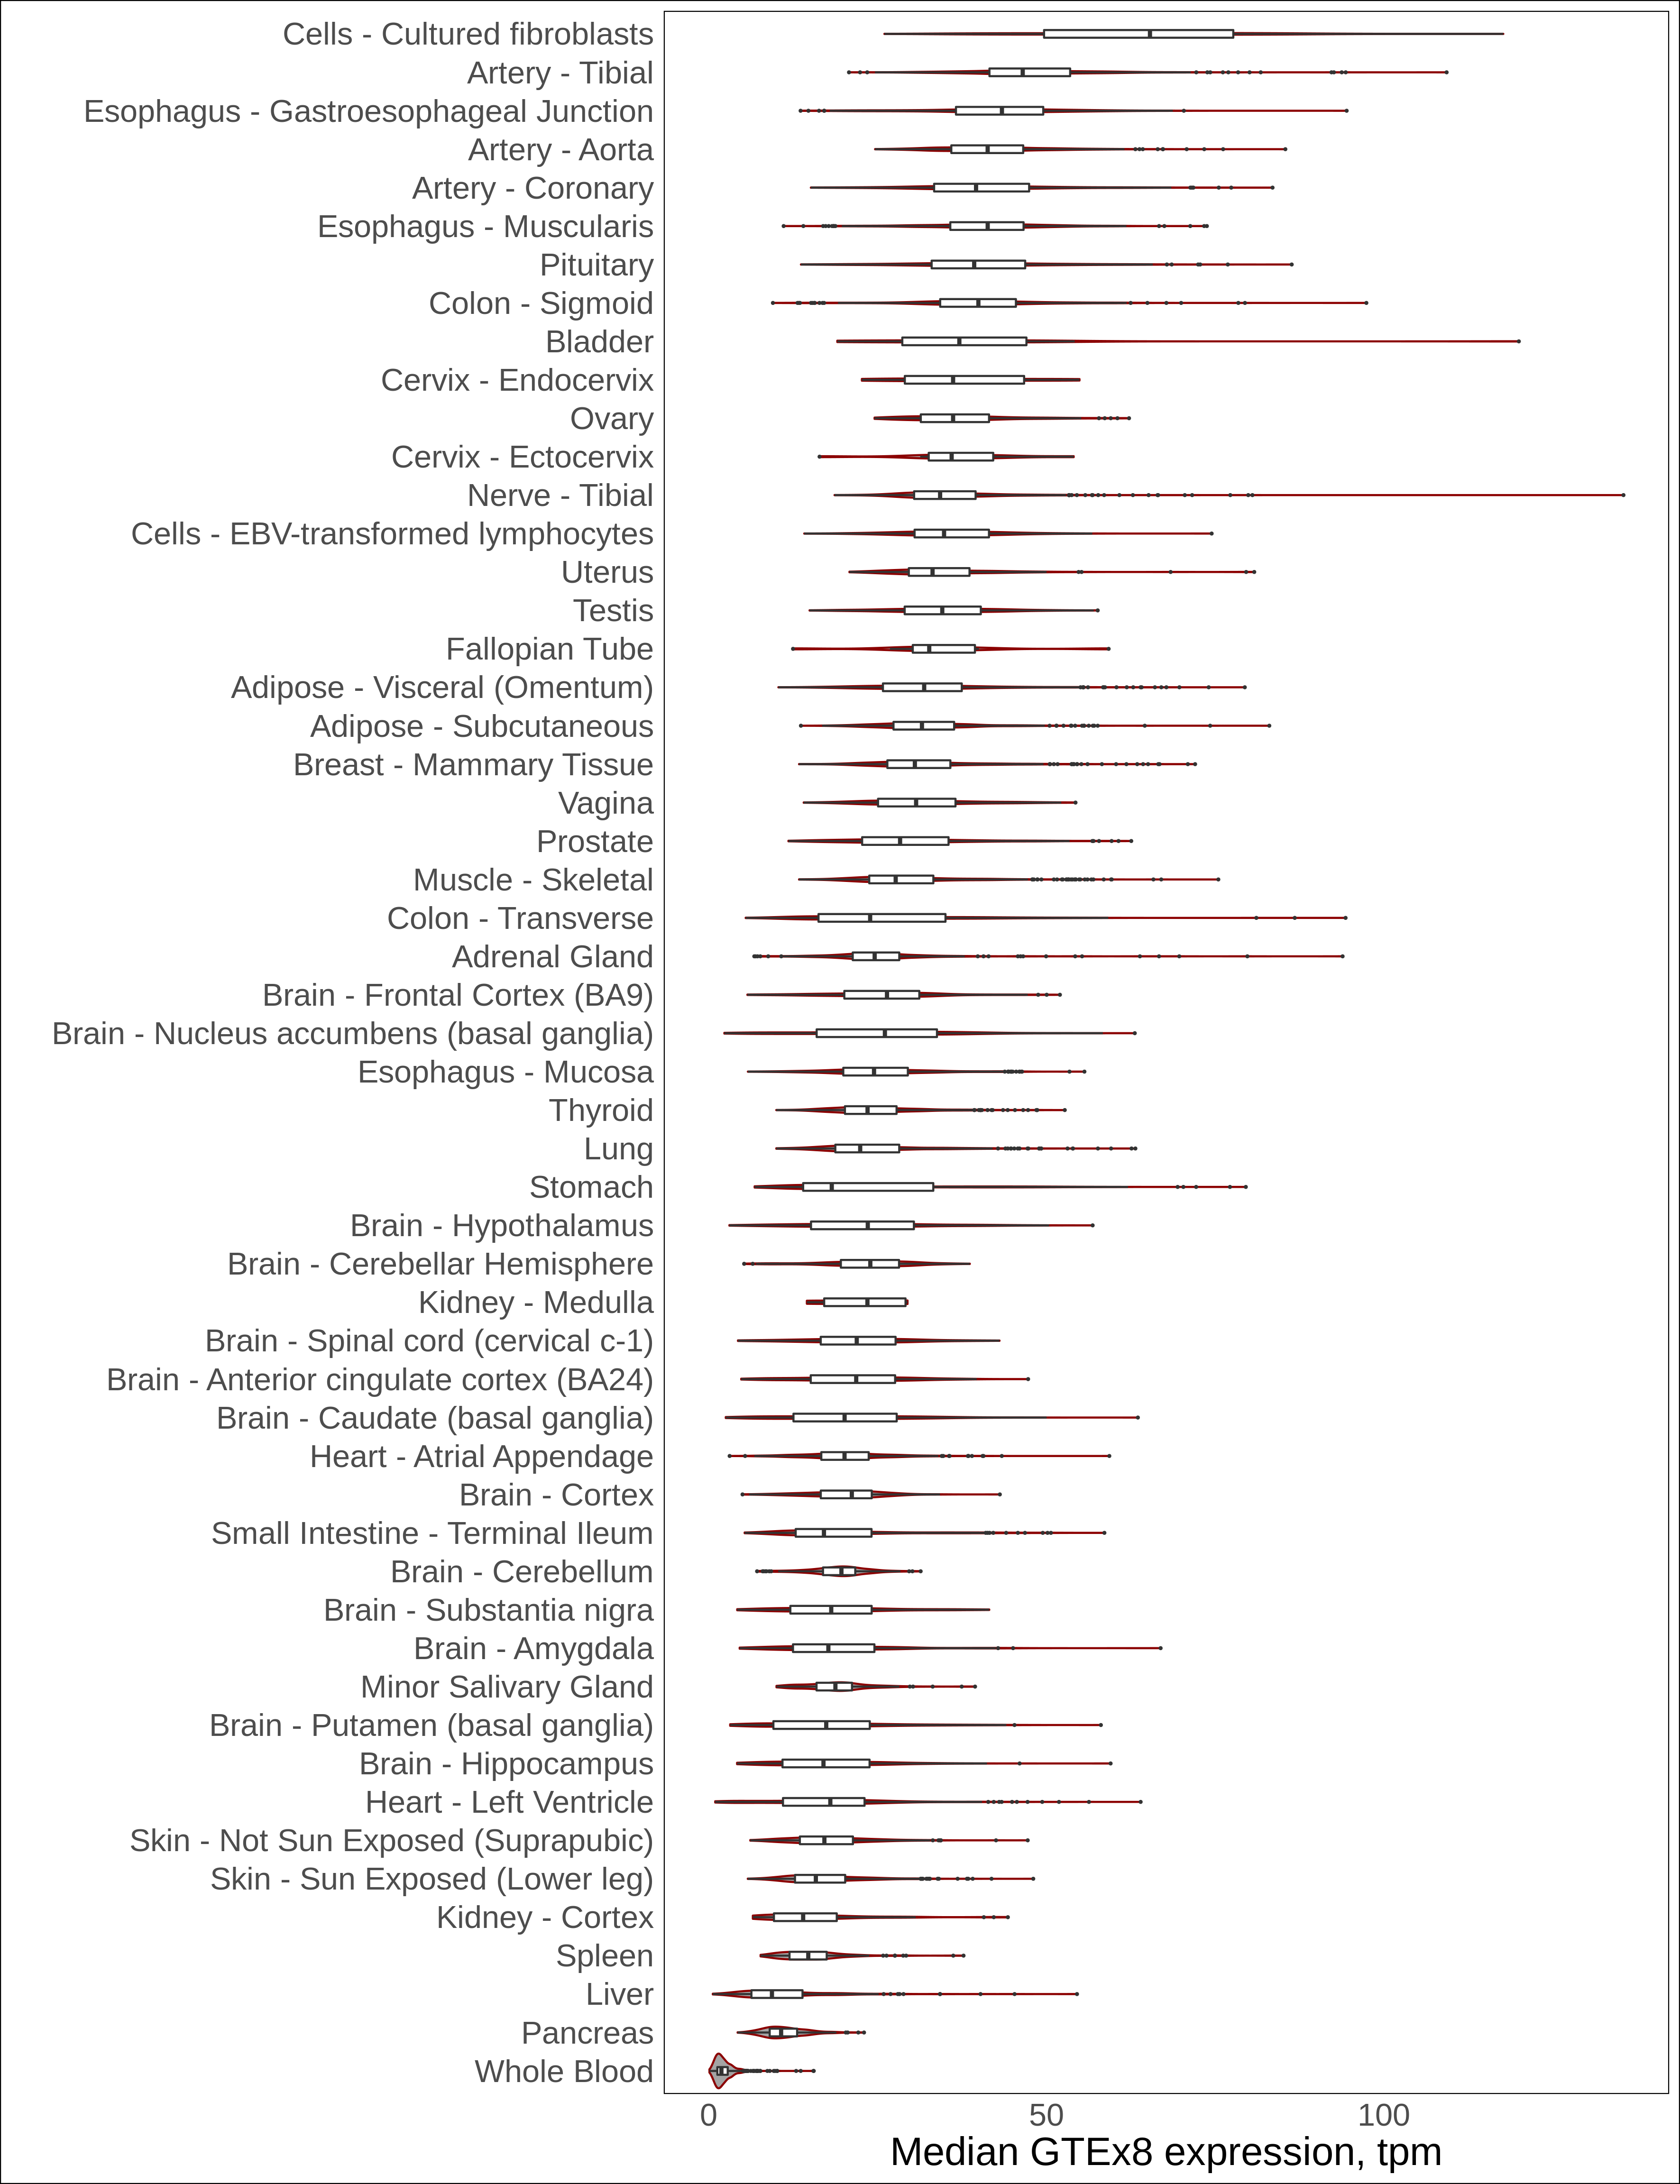 Cells - Cultured fibroblasts
Artery - Tibial
Esophagus - Gastroesophageal Junction
Artery - Aorta
Artery - Coronary
Esophagus - Muscularis
Pituitary
Colon - Sigmoid
Bladder
Cervix - Endocervix
Ovary
Cervix - Ectocervix
Nerve - Tibial
Cells - EBV-transformed lymphocytes
Uterus
Testis
Fallopian Tube
Adipose - Visceral (Omentum)
Adipose - Subcutaneous
Breast - Mammary Tissue
Vagina
Prostate
Muscle - Skeletal
Colon - Transverse
Adrenal Gland
Brain - Frontal Cortex (BA9)
Brain - Nucleus accumbens (basal ganglia)
Esophagus - Mucosa
Thyroid
Lung
Stomach
Brain - Hypothalamus
Brain - Cerebellar Hemisphere
Kidney - Medulla
Brain - Spinal cord (cervical c-1)
Brain - Anterior cingulate cortex (BA24)
Brain - Caudate (basal ganglia)
Heart - Atrial Appendage
Brain - Cortex
Small Intestine - Terminal Ileum
Brain - Cerebellum
Brain - Substantia nigra
Brain - Amygdala
Minor Salivary Gland
Brain - Putamen (basal ganglia)
Brain - Hippocampus
Heart - Left Ventricle
Skin - Not Sun Exposed (Suprapubic)
Skin - Sun Exposed (Lower leg)
Kidney - Cortex
Spleen
Liver
Pancreas
Whole Blood
0 50 100
Median GTEx8 expression, tpm